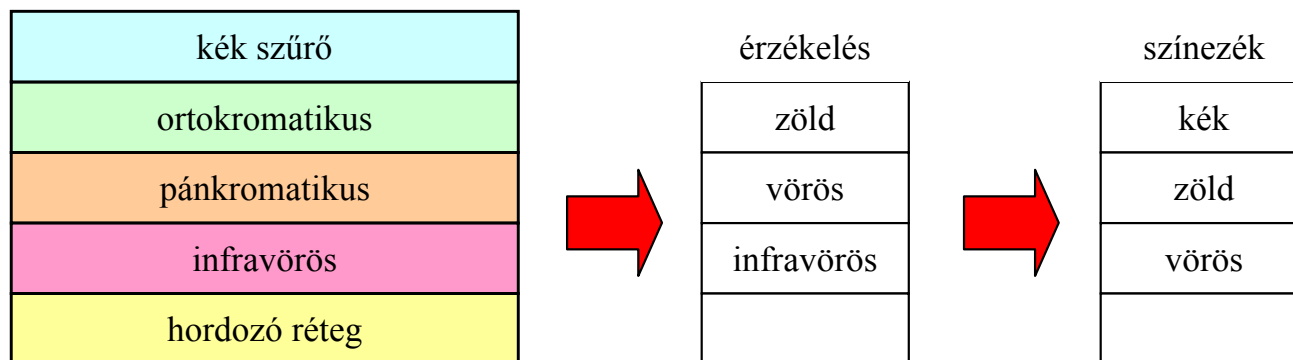 kék szűrő érzékelés színezék
ortokromatikus zöld kék
pánkromatikus vörös zöld
infravörös infravörös vörös
hordozó réteg